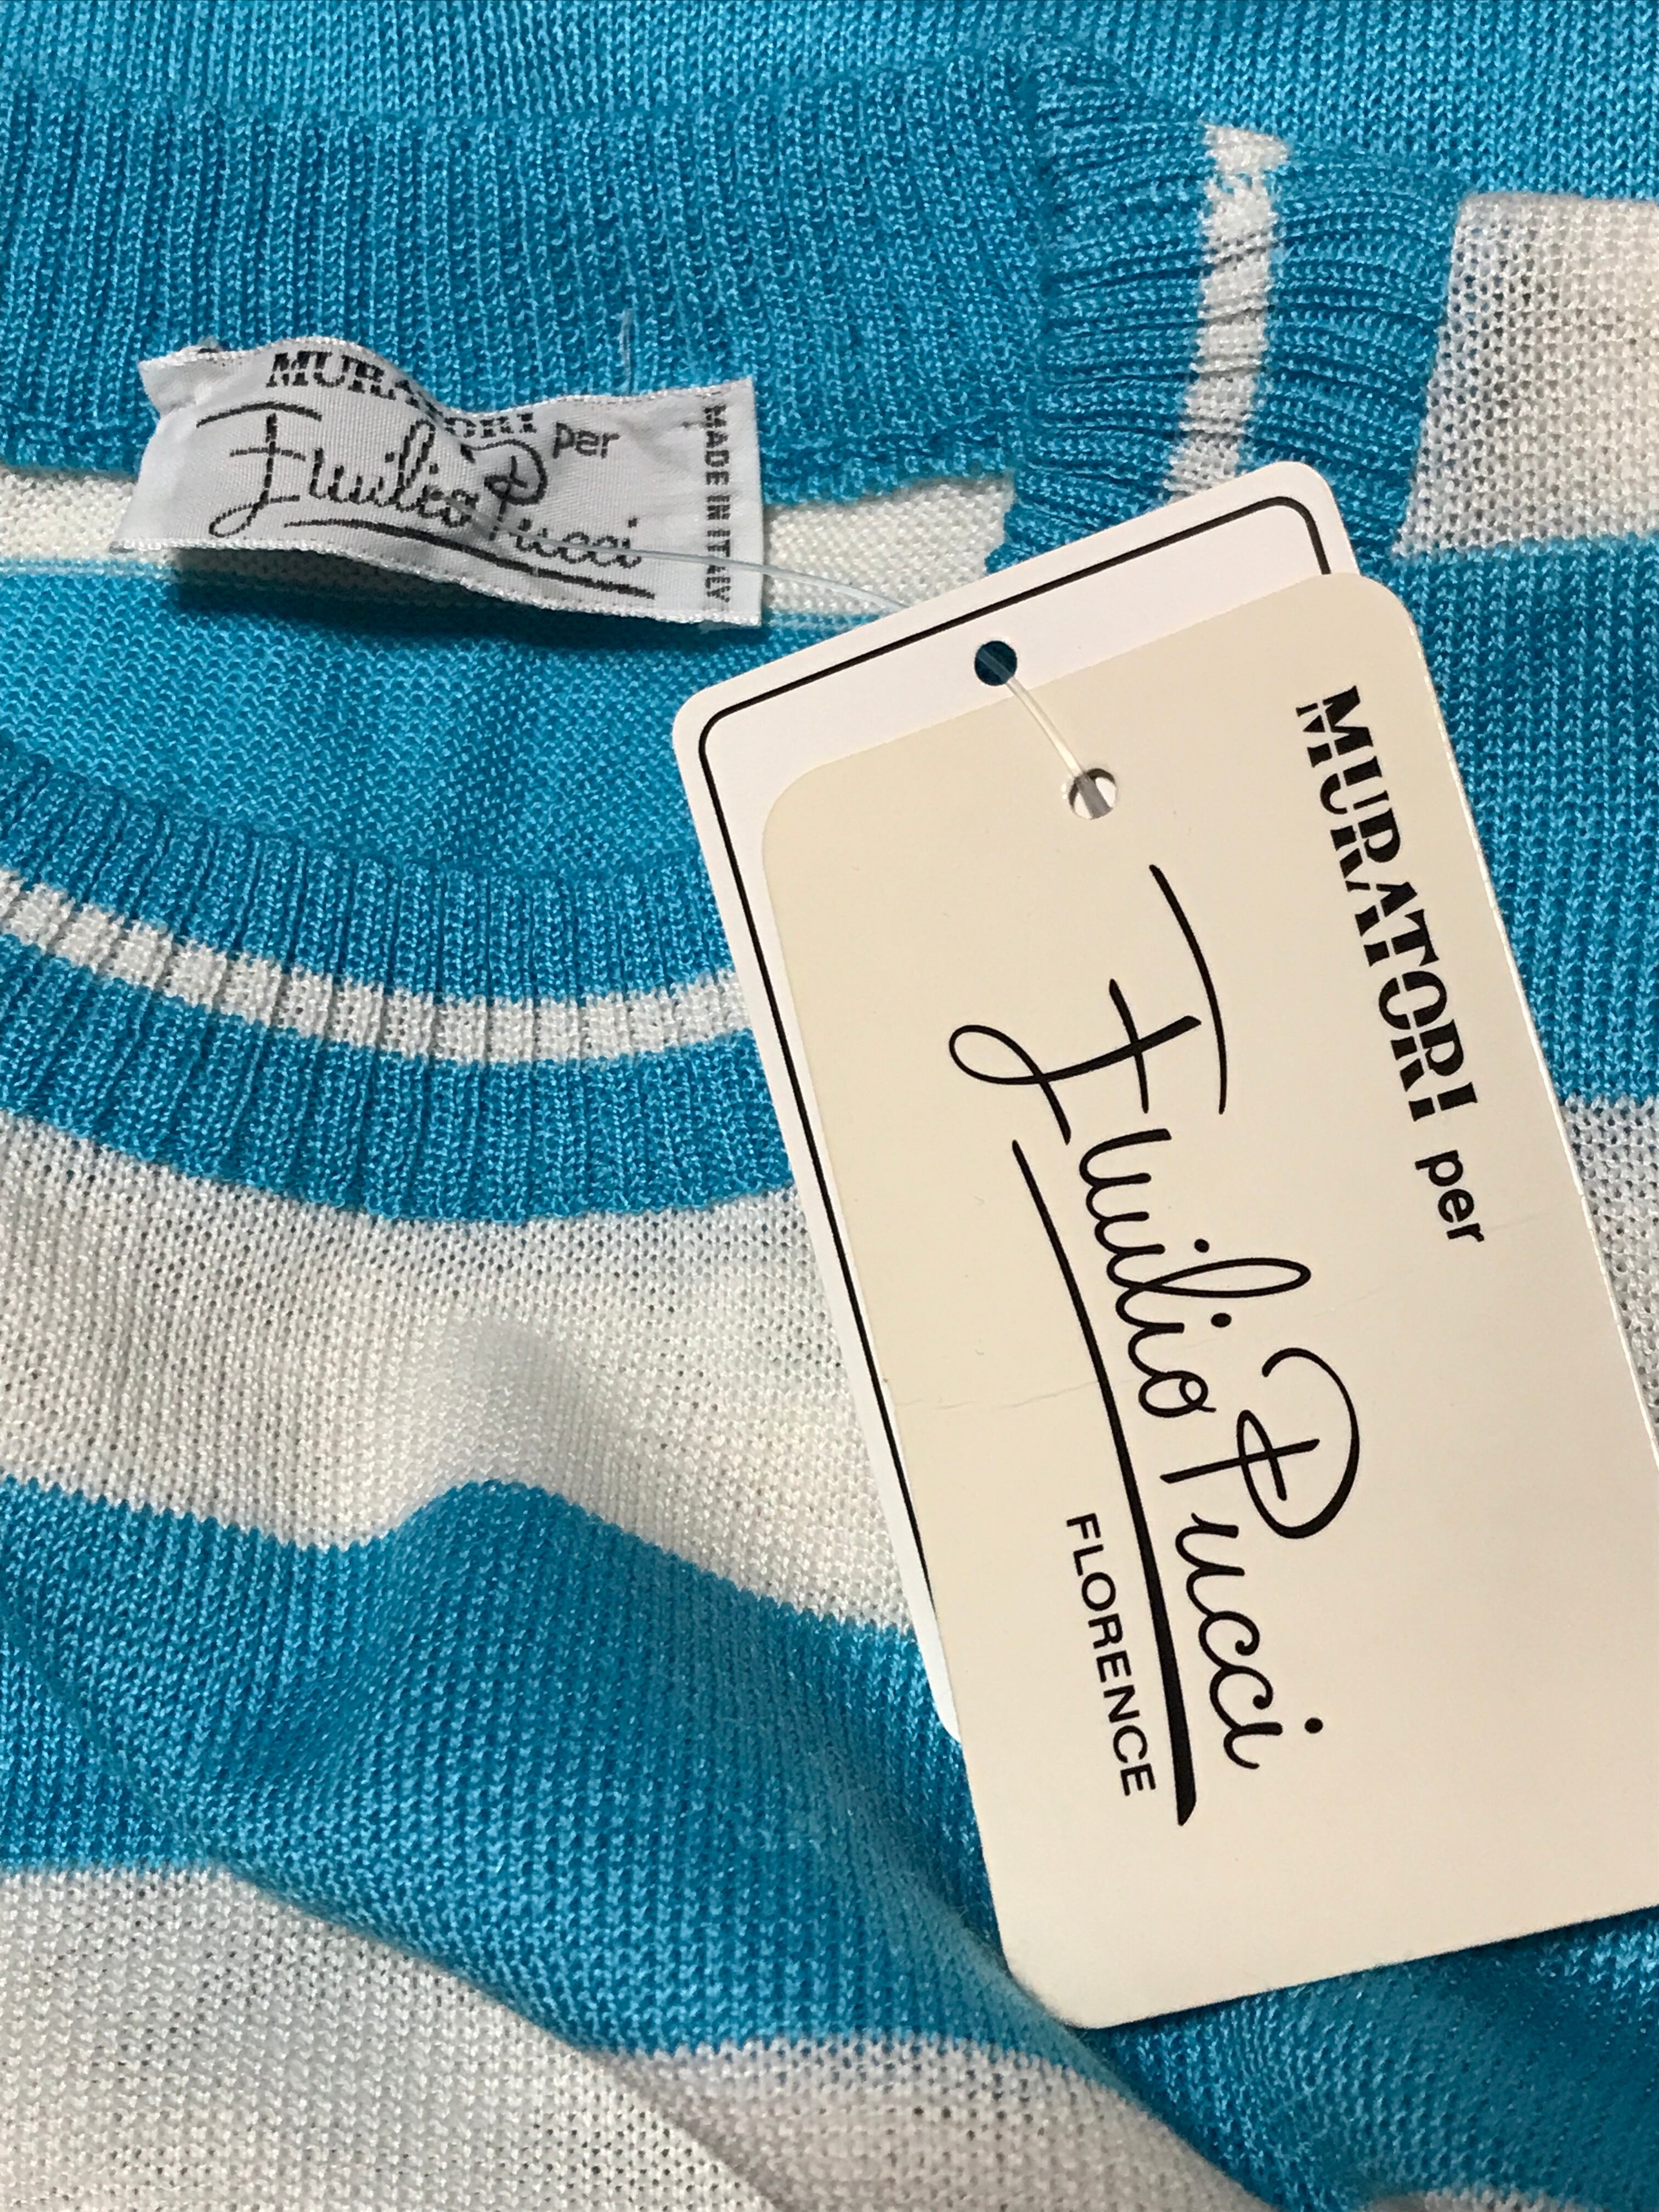 MURATORI per
Emilio Pucci
MADE IN ITALY
MURATORI per
Emilio Pucci
FLORENCE